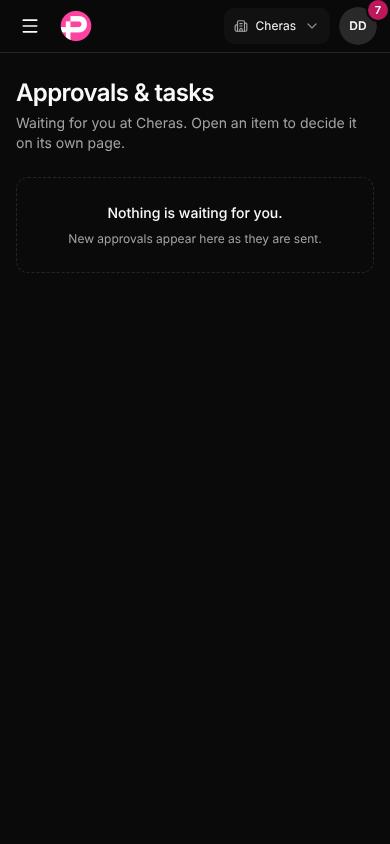 Cheras
DD
7
Approvals & tasks
Waiting for you at Cheras. Open an item to decide it
on its own page.
Nothing is waiting for you.
New approvals appear here as they are sent.